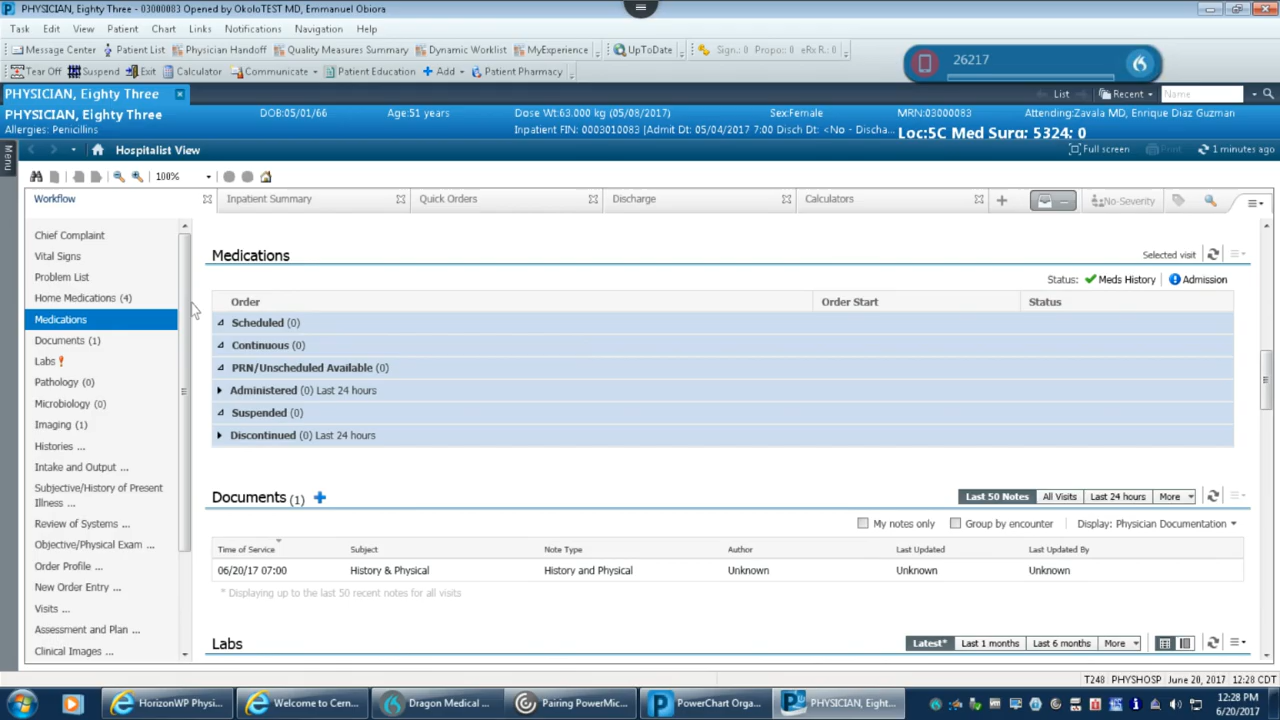 PHYSICIAN, Eighty Three - 03000083 Opened by OkoloTEST MD, Emmanuel Obiora
Task Edit View Patient Chart Links Notifications Navigation Help
Message Center Patient List Physician Handoff Quality Measures Summary Dynamic Worklist MyExperience UpToDate Sign.: 0 Propo.: 0 eRx R.: 0
Tear Off Suspend Exit Calculator Communicate Patient Education Add Patient Pharmacy
26217
PHYSICIAN, Eighty Three List Recent Name
PHYSICIAN, Eighty Three DOB:05/01/66 Age:51 years Dose Wt:63.000 kg (05/08/2017) Sex:Female MRN:03000083 Attending:Zavala MD, Enrique Diaz Guzman
Allergies: Penicillins Inpatient FIN: 0003010083 [Admit Dt: 05/04/2017 7:00 Disch Dt: <No - Discha... Loc:5C Med Surg; 5324; 0
Menu
Hospitalist View Full screen Print 1 minutes ago
100%
Workflow Inpatient Summary Quick Orders Discharge Calculators No-Severity
Chief Complaint
Vital Signs
Problem List
Home Medications (4)
Medications
Documents (1)
Labs
Pathology (0)
Microbiology (0)
Imaging (1)
Histories ...
Intake and Output ...
Subjective/History of Present
Illness ...
Review of Systems ...
Objective/Physical Exam ...
Order Profile ...
New Order Entry ...
Visits ...
Assessment and Plan ...
Clinical Images ...
Medications Selected visit
Status: Meds History Admission
Order Order Start Status
Scheduled (0)
Continuous (0)
PRN/Unscheduled Available (0)
Administered (0) Last 24 hours
Suspended (0)
Discontinued (0) Last 24 hours
Documents (1) Last 50 Notes All Visits Last 24 hours More
My notes only Group by encounter Display: Physician Documentation
Time of Service Subject Note Type Author Last Updated Last Updated By
06/20/17 07:00 History & Physical History and Physical Unknown Unknown Unknown
* Displaying up to the last 50 recent notes for all visits
Labs Latest* Last 1 months Last 6 months More
T248 PHYSHOSP June 20, 2017 12:28 CDT
HorizonWP Physi... Welcome to Cern... Dragon Medical ... Pairing PowerMic... PowerChart Orga... PHYSICIAN, Eight...
12:28 PM
6/20/2017